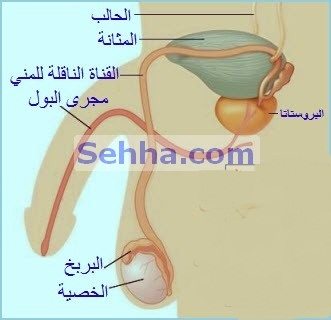 الحالب
المثانة
القناة الناقلة للمني
مجرى البول
البروستاتا
Sehha.com
البربخ
الخصية